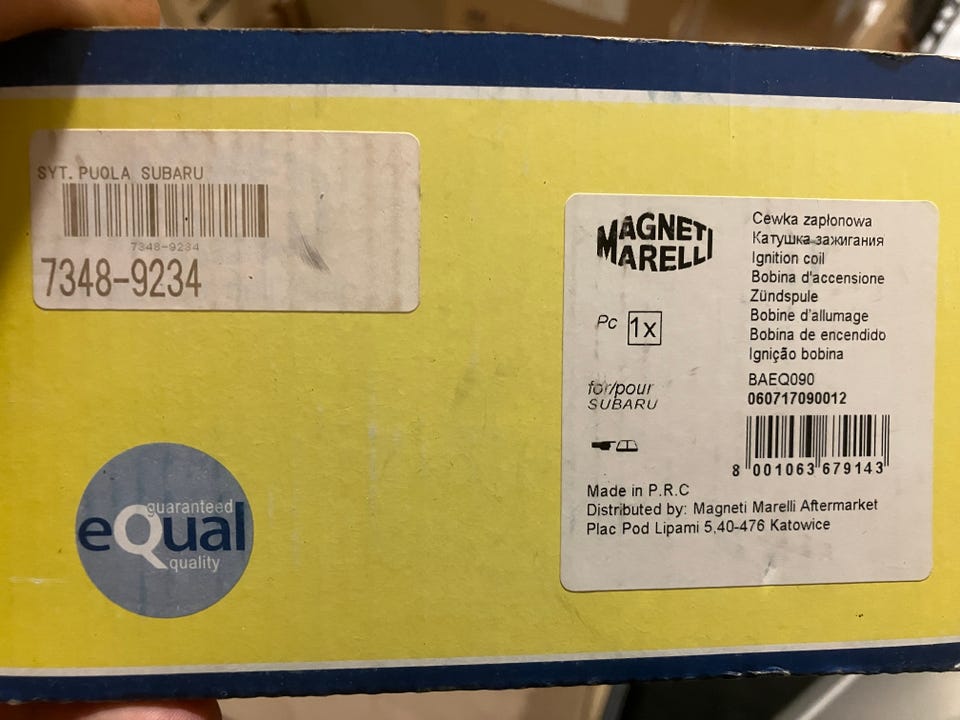 SYT. PUOLA SUBARU
7348-9234
7348-9234
guaranteed
eQual
quality
MAGNETI
MARELLI
Pc 1x
for/pour
SUBARU
Cewka zapłonowa
Катушка зажигания
Ignition coil
Bobina d'accensione
Zündspule
Bobine d'allumage
Bobina de encendido
Ignição bobina
BAEQ090
060717090012
8 001063 679143
Made in P.R.C
Distributed by: Magneti Marelli Aftermarket
Plac Pod Lipami 5,40-476 Katowice